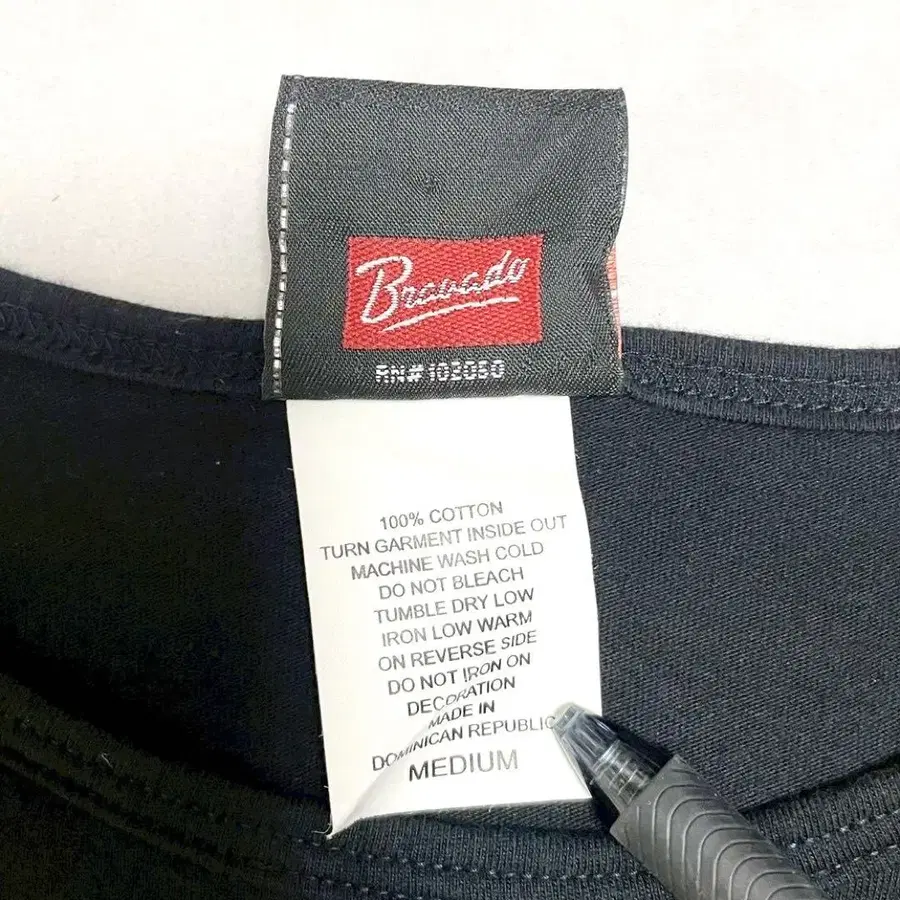 Bravado
RN#103060
100% COTTON
TURN GARMENT INSIDE OUT
MACHINE WASH COLD
DO NOT BLEACH
TUMBLE DRY LOW
IRON LOW WARM
ON REVERSE SIDE
DO NOT IRON ON
DECORATION
MADE IN
DOMINICAN REPUBLIC
MEDIUM